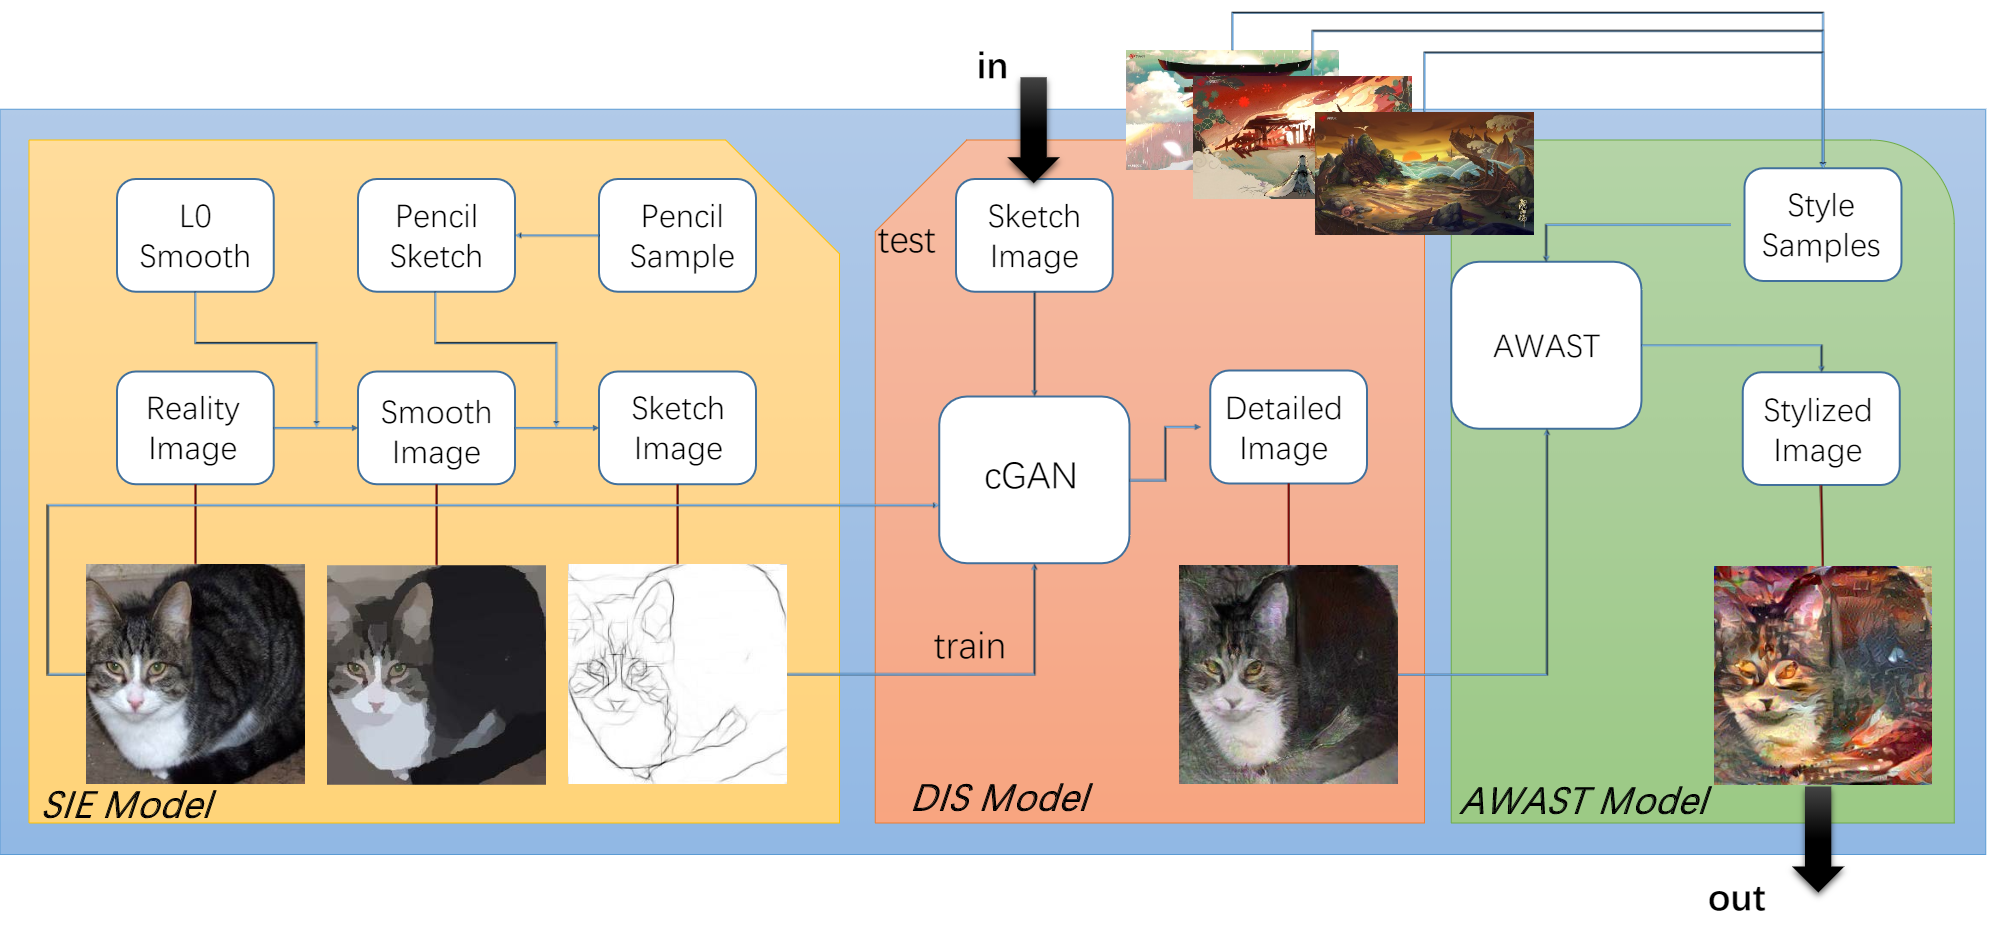 in
L0
Smooth
Pencil
Sketch
Pencil
Sample
Reality
Image
Smooth
Image
Sketch
Image
SIE Model
test
Sketch
Image
cGAN
Detailed
Image
train
DIS Model
Style
Samples
AWAST
Stylized
Image
AWAST Model
out